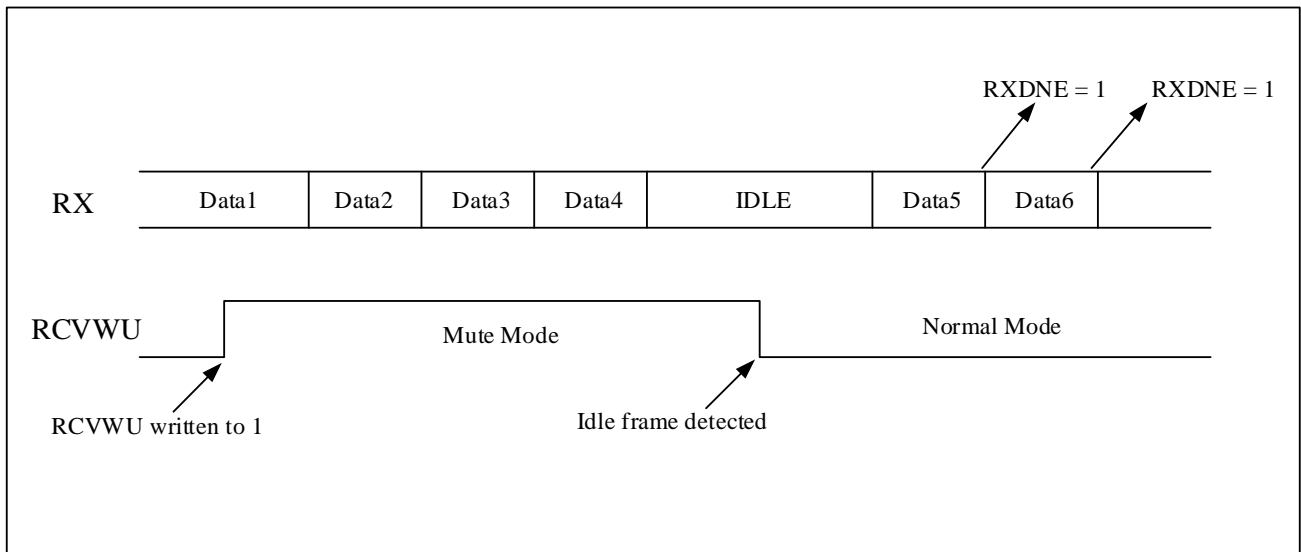 RXDNE = 1 RXDNE = 1
RX Data1 Data2 Data3 Data4 IDLE Data5 Data6
RCVWU Mute Mode Normal Mode
RCVWU written to 1 Idle frame detected